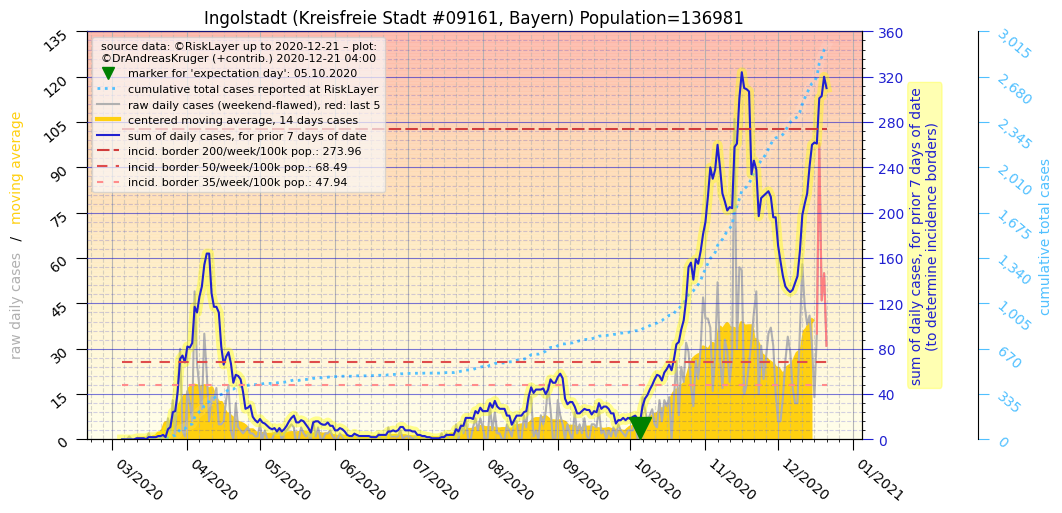 Ingolstadt (Kreisfreie Stadt #09161, Bayern) Population=136981
source data: ©RiskLayer up to 2020-12-21 – plot:
©DrAndreasKruger (+contrib.) 2020-12-21 04:00
marker for 'expectation day': 05.10.2020
cumulative total cases reported at RiskLayer
raw daily cases (weekend-flawed), red: last 5
centered moving average, 14 days cases
sum of daily cases, for prior 7 days of date
incid. border 200/week/100k pop.: 273.96
incid. border 50/week/100k pop.: 68.49
incid. border 35/week/100k pop.: 47.94
raw daily cases / moving average
135
120
105
90
75
60
45
30
15
0
03/2020
04/2020
05/2020
06/2020
07/2020
08/2020
09/2020
10/2020
11/2020
12/2020
01/2021
360
320
280
240
200
160
120
80
40
0
sum of daily cases, for prior 7 days of date
(to determine incidence borders)
3,015
2,680
2,345
2,010
1,675
1,340
1,005
670
335
0
cumulative total cases